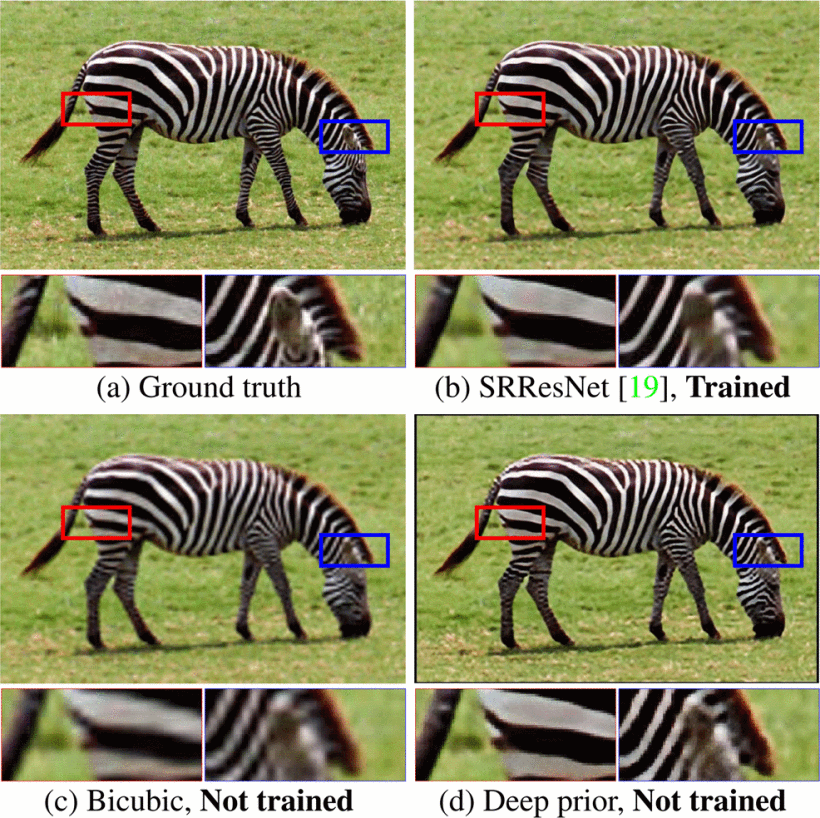 (a) Ground truth
(b) SRResNet [19], Trained
(c) Bicubic, Not trained
(d) Deep prior, Not trained